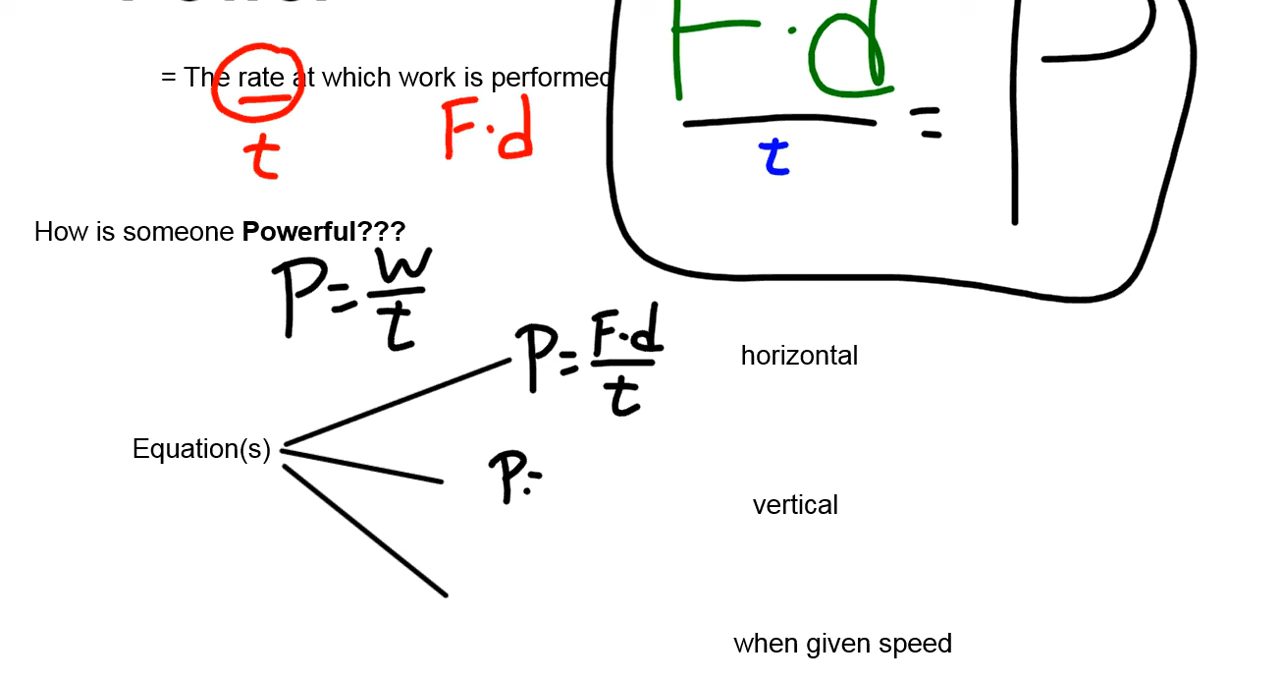 = The rate at which work is performed
t F·d
F·d
t
= P
How is someone Powerful???
P = W
t
P = F·d
t
horizontal
Equation(s)
P =
vertical
when given speed